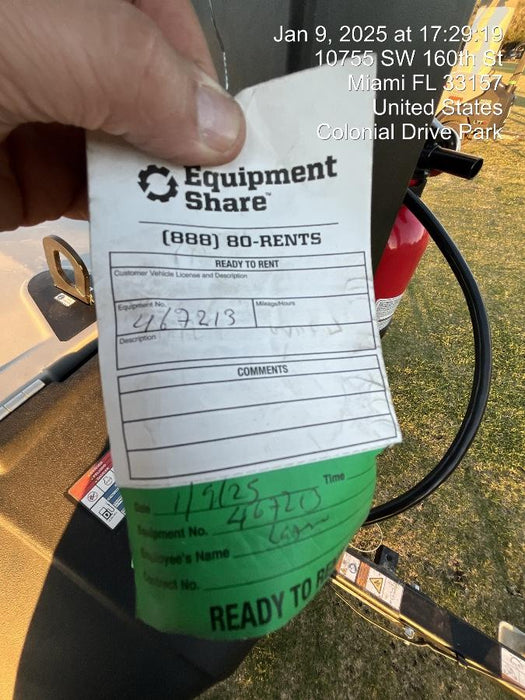 Jan 9, 2025 at 17:29:19
10755 SW 160th St
Miami FL 33157
United States
Colonial Drive Park
Equipment
Share™
(888) 80-RENTS
READY TO RENT
Customer Vehicle License and Description
Equipment No. Mileage/Hours
467213
Description
COMMENTS
Date 1/9/25 Time
Equipment No. 467213
Employee's Name
Contract No.
READY TO